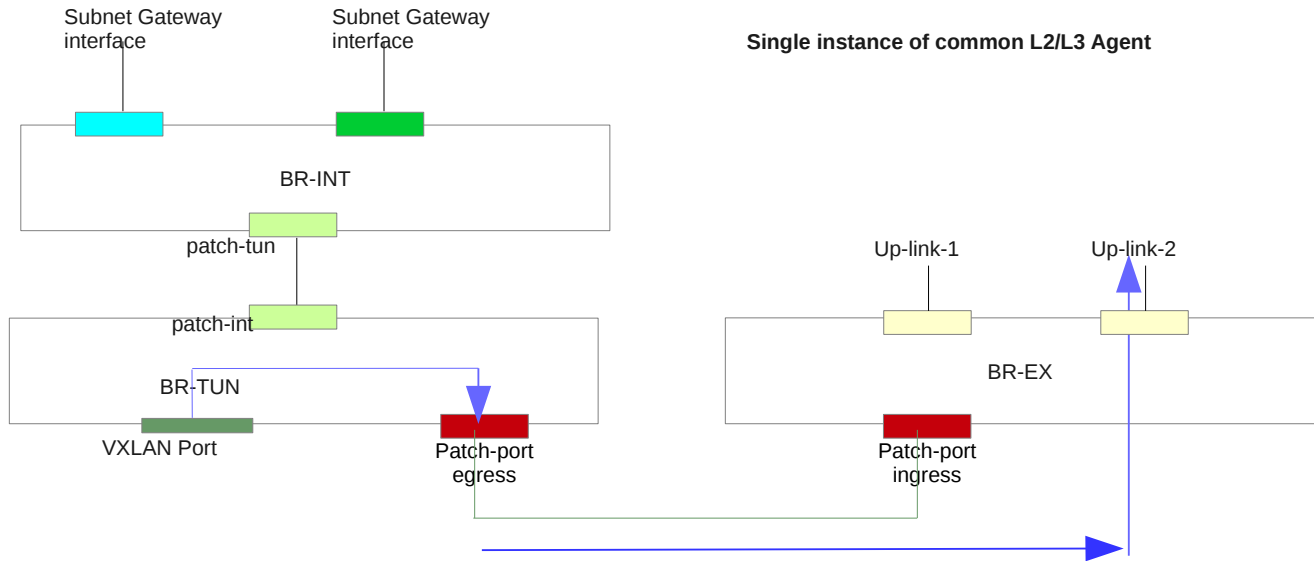 Subnet Gateway
interface
Subnet Gateway
interface
Single instance of common L2/L3 Agent
BR-INT
patch-tun
Up-link-1
Up-link-2
patch-int
BR-TUN
BR-EX
VXLAN Port
Patch-port
egress
Patch-port
ingress